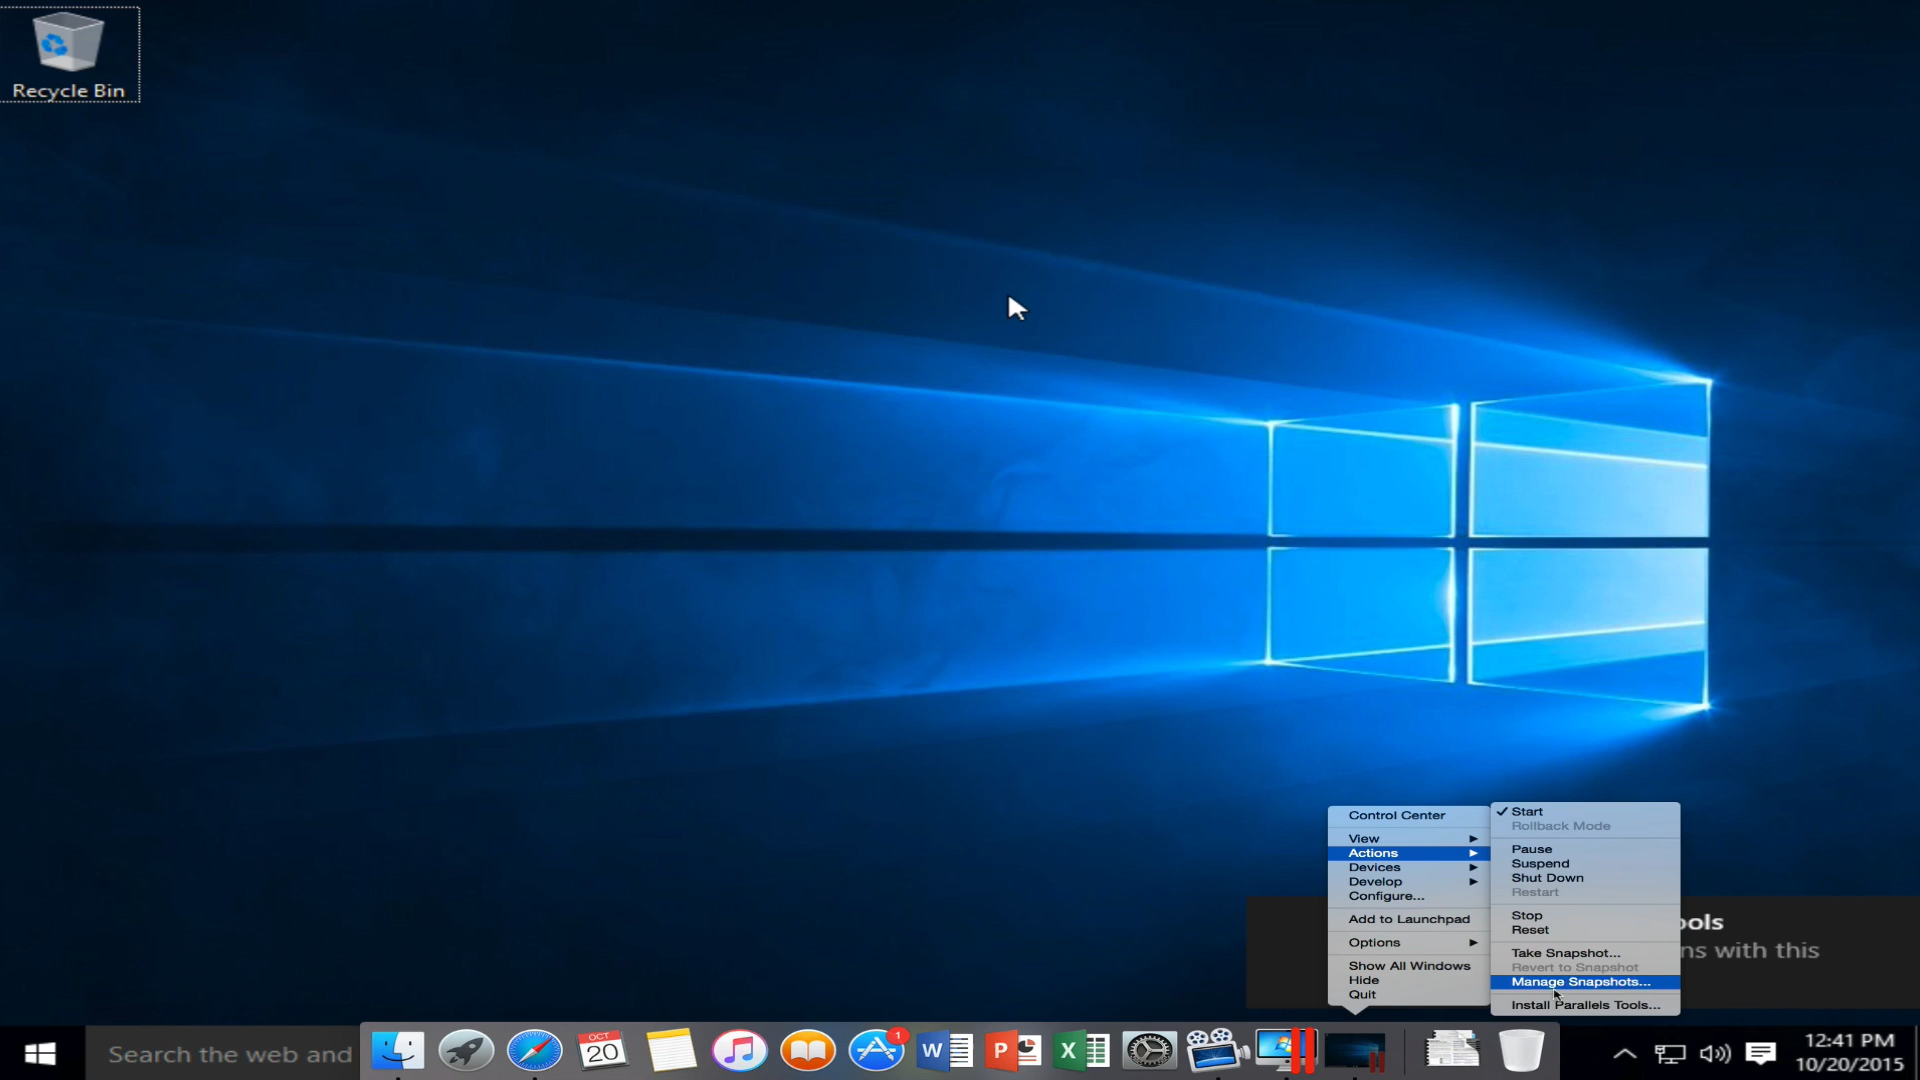 Recycle Bin
Control Center
View
Actions
Devices
Develop
Configure...
Add to Launchpad
Options
Show All Windows
Hide
Quit
Start
Rollback Mode
Pause
Suspend
Shut Down
Restart
Stop
Reset
Take Snapshot...
Revert to Snapshot
Manage Snapshots...
Install Parallels Tools...
ools
ns with this
Search the web and
OCT
20
1
W
P
X
12:41 PM
10/20/2015